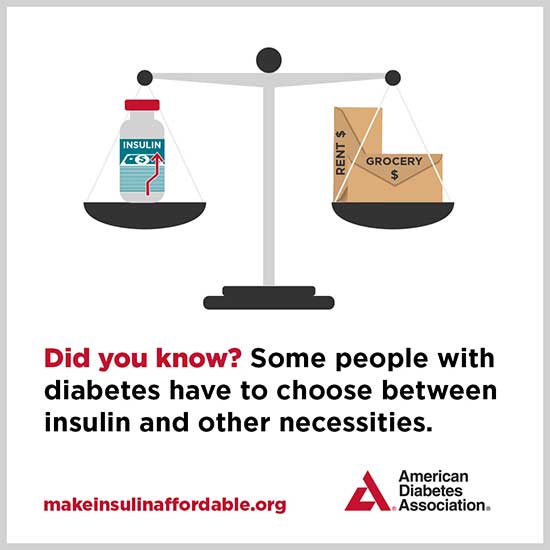 INSULIN
$
RENT $
GROCERY
$
Did you know? Some people with
diabetes have to choose between
insulin and other necessities.
makeinsulinaffordable.org
American
Diabetes
Association®